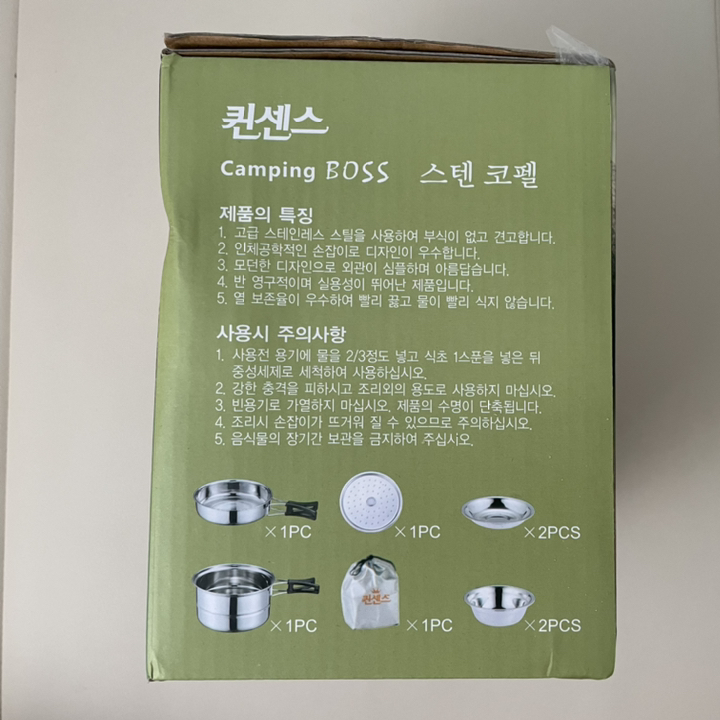 퀸센스
Camping BOSS 스텐 코펠
제품의 특징
1. 고급 스테인레스 스틸을 사용하여 부식이 없고 견고합니다.
2. 인체공학적인 손잡이로 디자인이 우수합니다.
3. 모던한 디자인으로 외관이 심플하며 아름답습니다.
4. 반 영구적이며 실용성이 뛰어난 제품입니다.
5. 열 보존율이 우수하여 빨리 끓고 물이 빨리 식지 않습니다.
사용시 주의사항
1. 사용전 용기에 물을 2/3정도 넣고 식초 1스푼을 넣은 뒤
중성세제로 세척하여 사용하십시오.
2. 강한 충격을 피하시고 조리외의 용도로 사용하지 마십시오.
3. 빈용기로 가열하지 마십시오. 제품의 수명이 단축됩니다.
4. 조리시 손잡이가 뜨거워 질 수 있으므로 주의하십시오.
5. 음식물의 장기간 보관을 금지하여 주십시오.
×1PC ×1PC ×2PCS
퀸센스
×1PC ×1PC ×2PCS